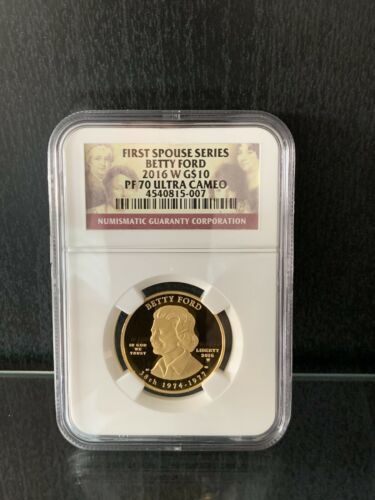 FIRST SPOUSE SERIES
BETTY FORD
2016 W G$10
PF 70 ULTRA CAMEO
4540815-007
NUMISMATIC GUARANTY CORPORATION
BETTY FORD
IN GOD
WE
TRUST
LIBERTY
2016
W
38th 1974-1977